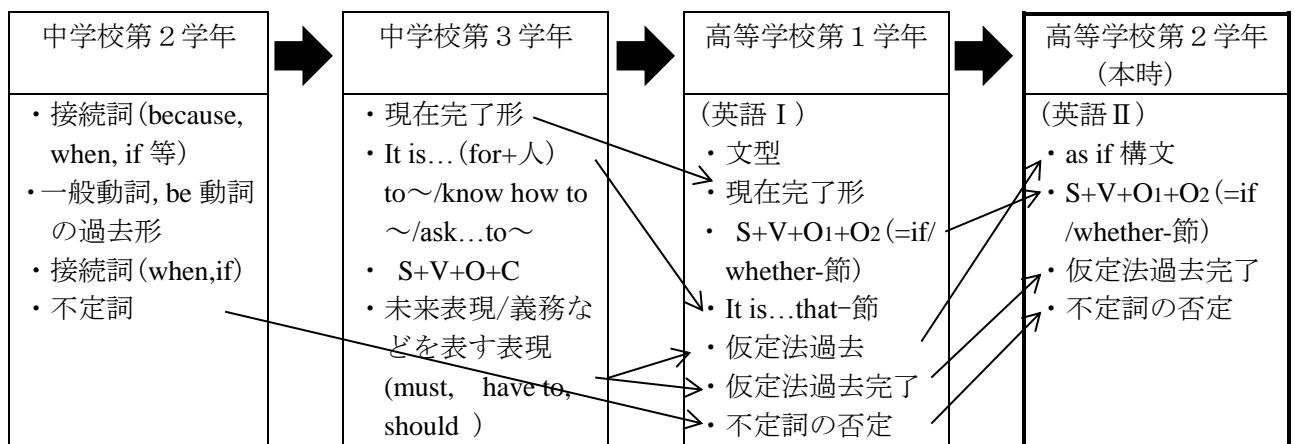 中学校第２学年
・接続詞(because,
when, if 等)
・一般動詞, be 動詞
の過去形
・接続詞(when,if)
・不定詞
中学校第３学年
・現在完了形
・It is…(for+人)
to～/know how to
～/ask…to～
・ S+V+O+C
・未来表現/義務な
どを表す表現
(must, have to,
should )
高等学校第１学年
(英語Ⅰ)
・文型
・現在完了形
・ S+V+O1+O2(=if/
whether-節)
・It is…that-節
・仮定法過去
・仮定法過去完了
・不定詞の否定
高等学校第２学年
(本時)
(英語Ⅱ)
・as if 構文
・S+V+O1+O2(=if
/whether-節)
・仮定法過去完了
・不定詞の否定